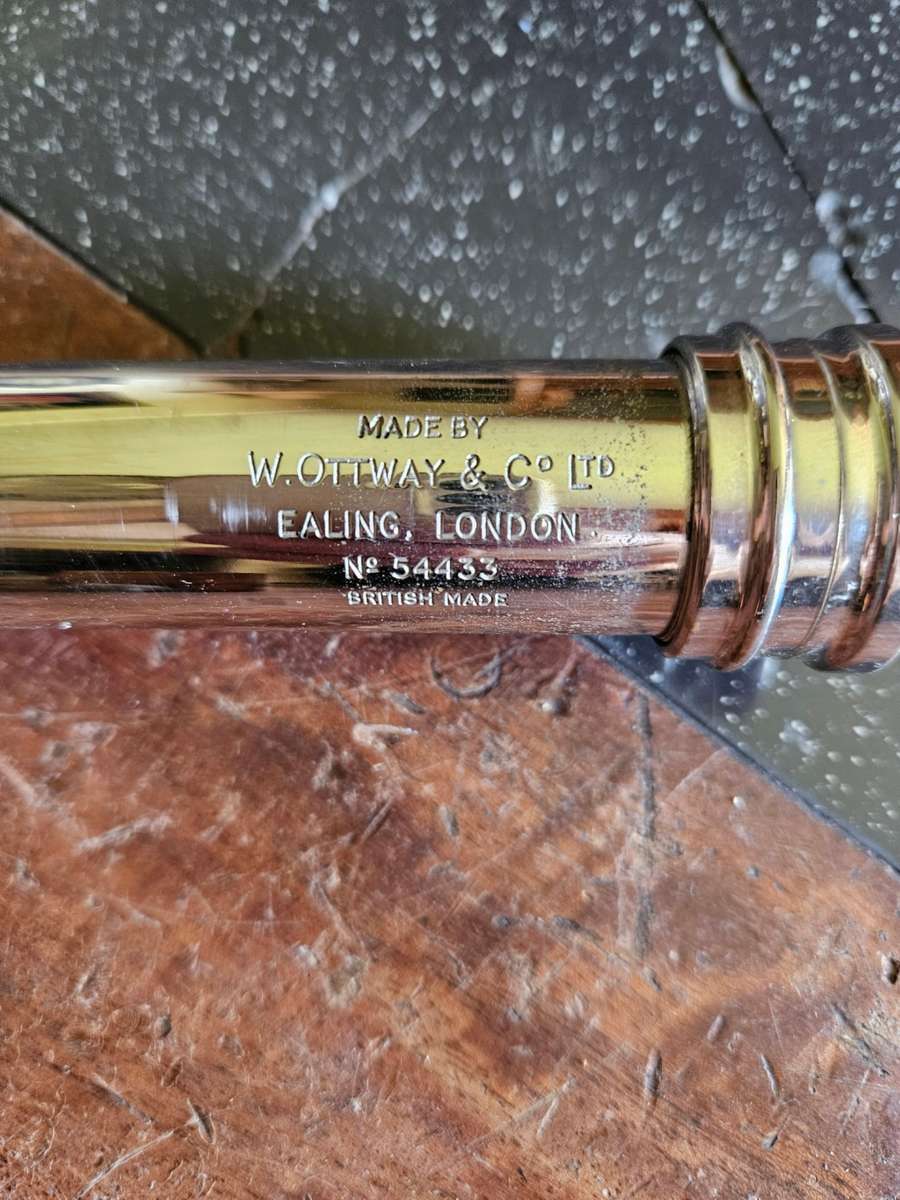 MADE BY
W. OTTWAY & Cº LTD
EALING, LONDON.
Nº 54433
BRITISH MADE